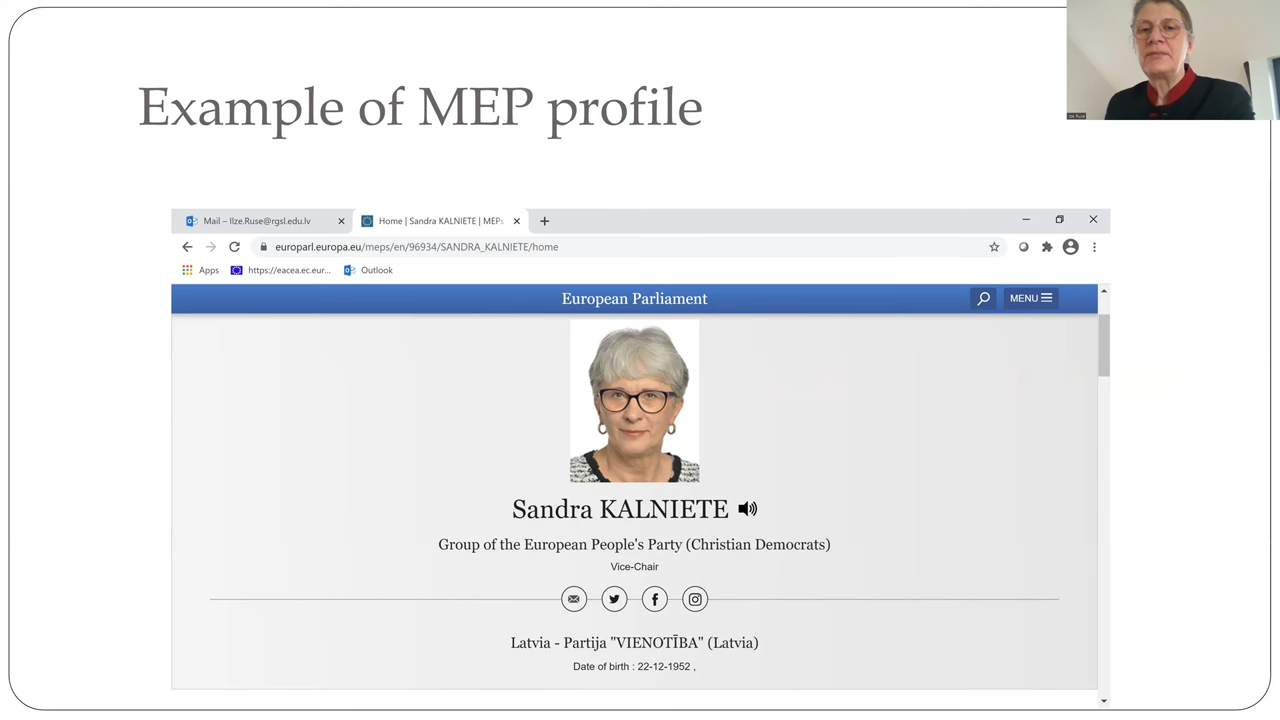 Example of MEP profile
Ilze Ruse
Mail – Ilze.Ruse@rgsl.edu.lv
Home | Sandra KALNIETE | MEPs
europarl.europa.eu/meps/en/96934/SANDRA_KALNIETE/home
Apps https://eacea.ec.eur... Outlook
European Parliament MENU
Sandra KALNIETE
Group of the European People's Party (Christian Democrats)
Vice-Chair
Latvia - Partija "VIENOTĪBA" (Latvia)
Date of birth : 22-12-1952 ,